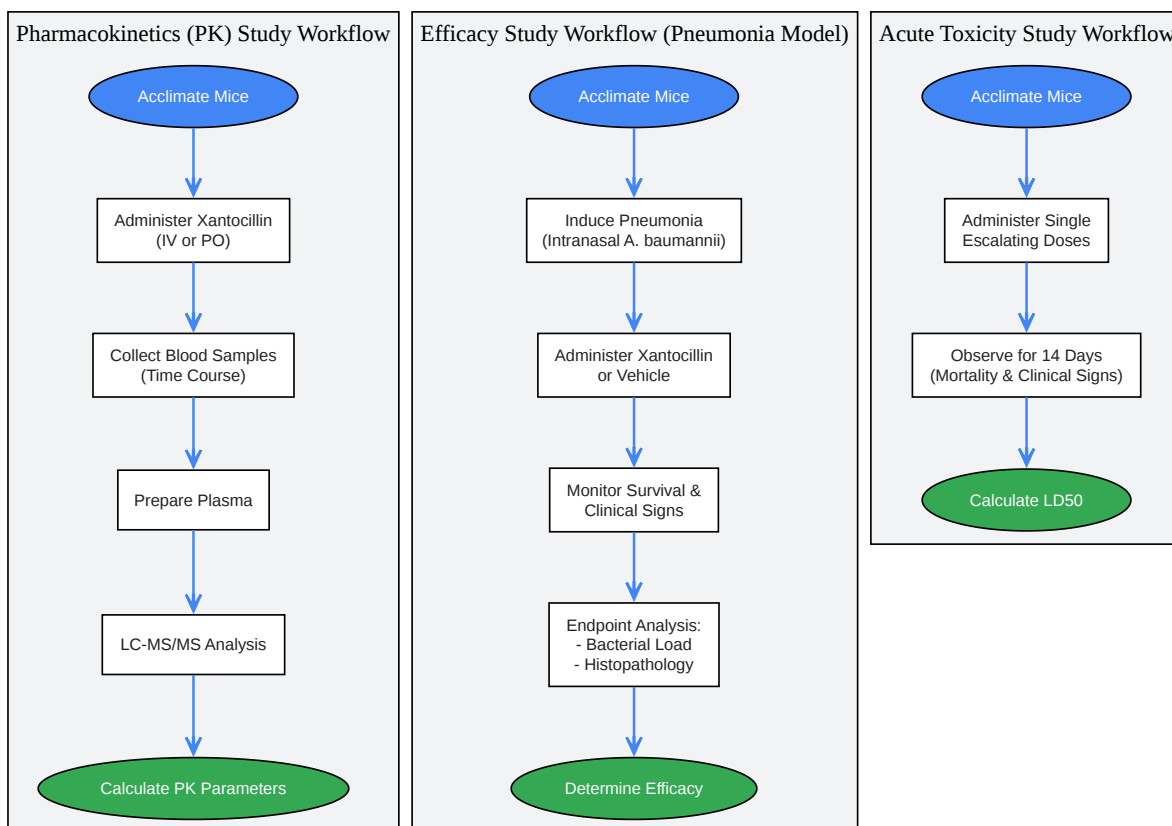 Pharmacokinetics (PK) Study Workflow
Acclimate Mice
Administer Xantocillin
(IV or PO)
Collect Blood Samples
(Time Course)
Prepare Plasma
LC-MS/MS Analysis
Calculate PK Parameters
Efficacy Study Workflow (Pneumonia Model)
Acclimate Mice
Induce Pneumonia
(Intranasal A. baumannii)
Administer Xantocillin
or Vehicle
Monitor Survival &
Clinical Signs
Endpoint Analysis:
- Bacterial Load
- Histopathology
Determine Efficacy
Acute Toxicity Study Workflow
Acclimate Mice
Administer Single
Escalating Doses
Observe for 14 Days
(Mortality & Clinical Signs)
Calculate LD50